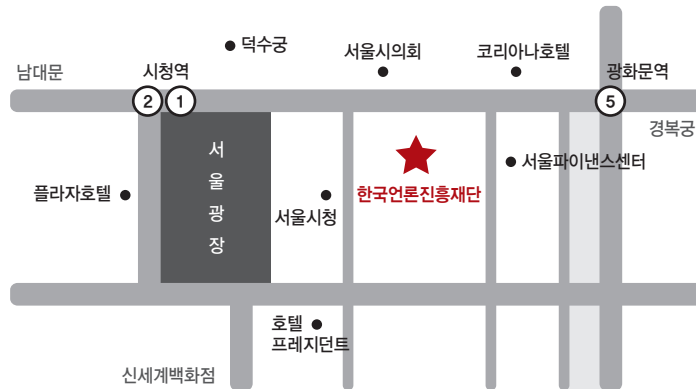 덕수궁
서울시의회
코리아나호텔
남대문
시청역
광화문역
2
1
5
경복궁
서
울
광
장
서울파이낸스센터
플라자호텔
한국언론진흥재단
서울시청
호텔
프레지던트
신세계백화점